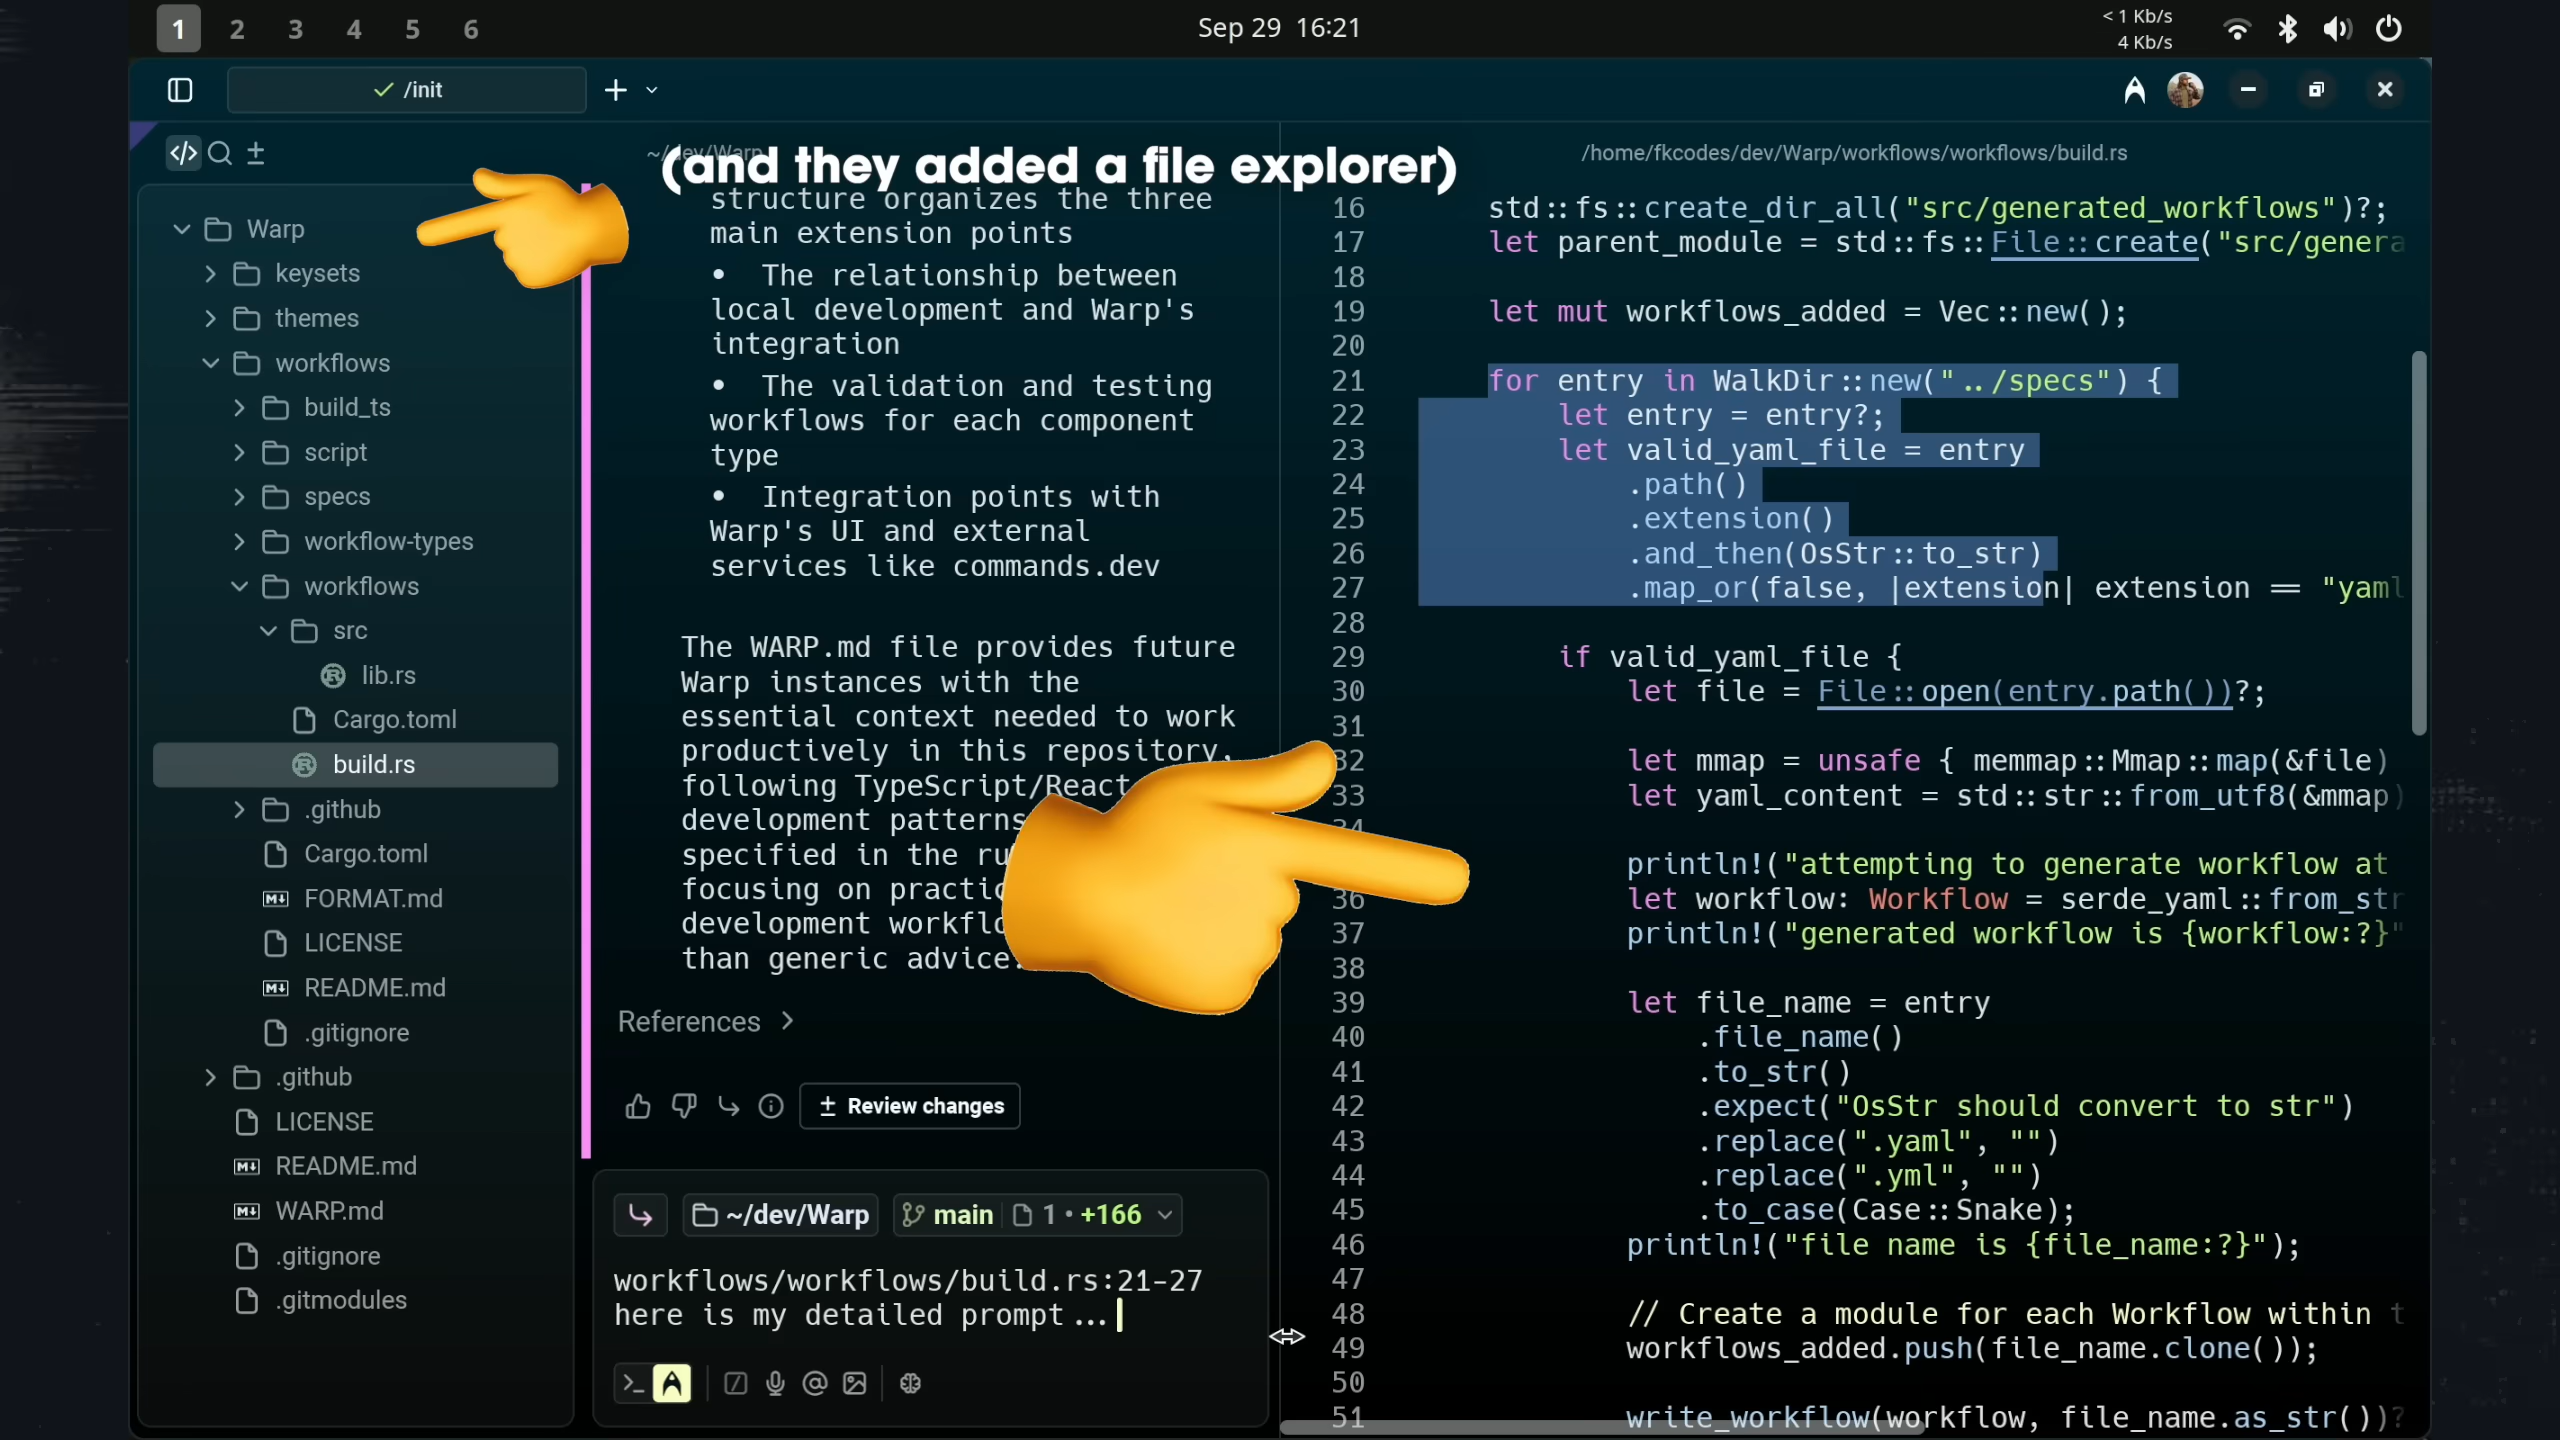 1 2 3 4 5 6
Sep 29 16:21
< 1 Kb/s
4 Kb/s
/init
(and they added a file explorer)
~/dev/Warp
/home/fkcodes/dev/Warp/workflows/workflows/build.rs
Warp
keysets
themes
workflows
build_ts
script
specs
workflow-types
workflows
src
lib.rs
Cargo.toml
build.rs
.github
Cargo.toml
FORMAT.md
LICENSE
README.md
.gitignore
.github
LICENSE
README.md
WARP.md
.gitignore
.gitmodules
structure organizes the three
main extension points
• The relationship between
local development and Warp's
integration
• The validation and testing
workflows for each component
type
• Integration points with
Warp's UI and external
services like commands.dev
The WARP.md file provides future
Warp instances with the
essential context needed to work
productively in this repository,
following TypeScript/React
development patterns
specified in the
focusing on
development
than generic advice.
References
Review changes
~/dev/Warp main 1 • +166
workflows/workflows/build.rs:21-27
here is my detailed prompt ...
16 std::fs::create_dir_all("src/generated_workflows")?;
17 let parent_module = std::fs::File::create("src/genera
18
19 let mut workflows_added = Vec::new();
20
21 for entry in WalkDir::new("../specs") {
22 let entry = entry?;
23 let valid_yaml_file = entry
24 .path()
25 .extension()
26 .and_then(OsStr::to_str)
27 .map_or(false, |extension| extension == "yaml
28
29 if valid_yaml_file {
30 let file = File::open(entry.path())?;
31
32 let mmap = unsafe { memmap::Mmap::map(&file)
33 let yaml_content = std::str::from_utf8(&mmap)
34
println!("attempting to generate workflow at
36 let workflow: Workflow = serde_yaml::from_str
37 println!("generated workflow is {workflow:?}"
38
39 let file_name = entry
40 .file_name()
41 .to_str()
42 .expect("OsStr should convert to str")
43 .replace(".yaml", "")
44 .replace(".yml", "")
45 .to_case(Case::Snake);
46 println!("file name is {file_name:?}");
47
48 // Create a module for each Workflow within t
49 workflows_added.push(file_name.clone());
50
51 write_workflow(workflow, file_name.as_str())?